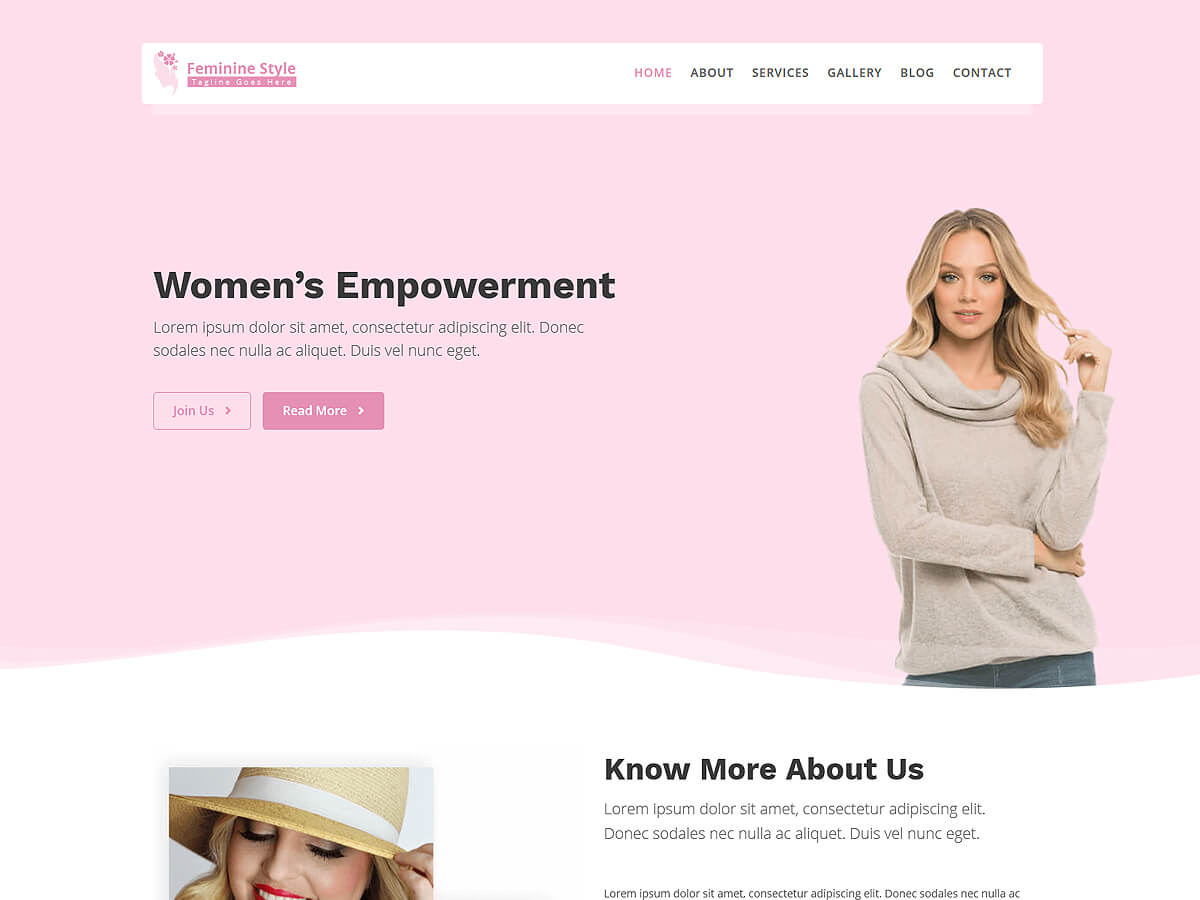 Feminine Style
Tagline Goes Here
HOME ABOUT SERVICES GALLERY BLOG CONTACT
Women’s Empowerment
Lorem ipsum dolor sit amet, consectetur adipiscing elit. Donec
sodales nec nulla ac aliquet. Duis vel nunc eget.
Join Us Read More
Know More About Us
Lorem ipsum dolor sit amet, consectetur adipiscing elit.
Donec sodales nec nulla ac aliquet. Duis vel nunc eget.
Lorem ipsum dolor sit amet, consectetur adipiscing elit. Donec sodales nec nulla ac